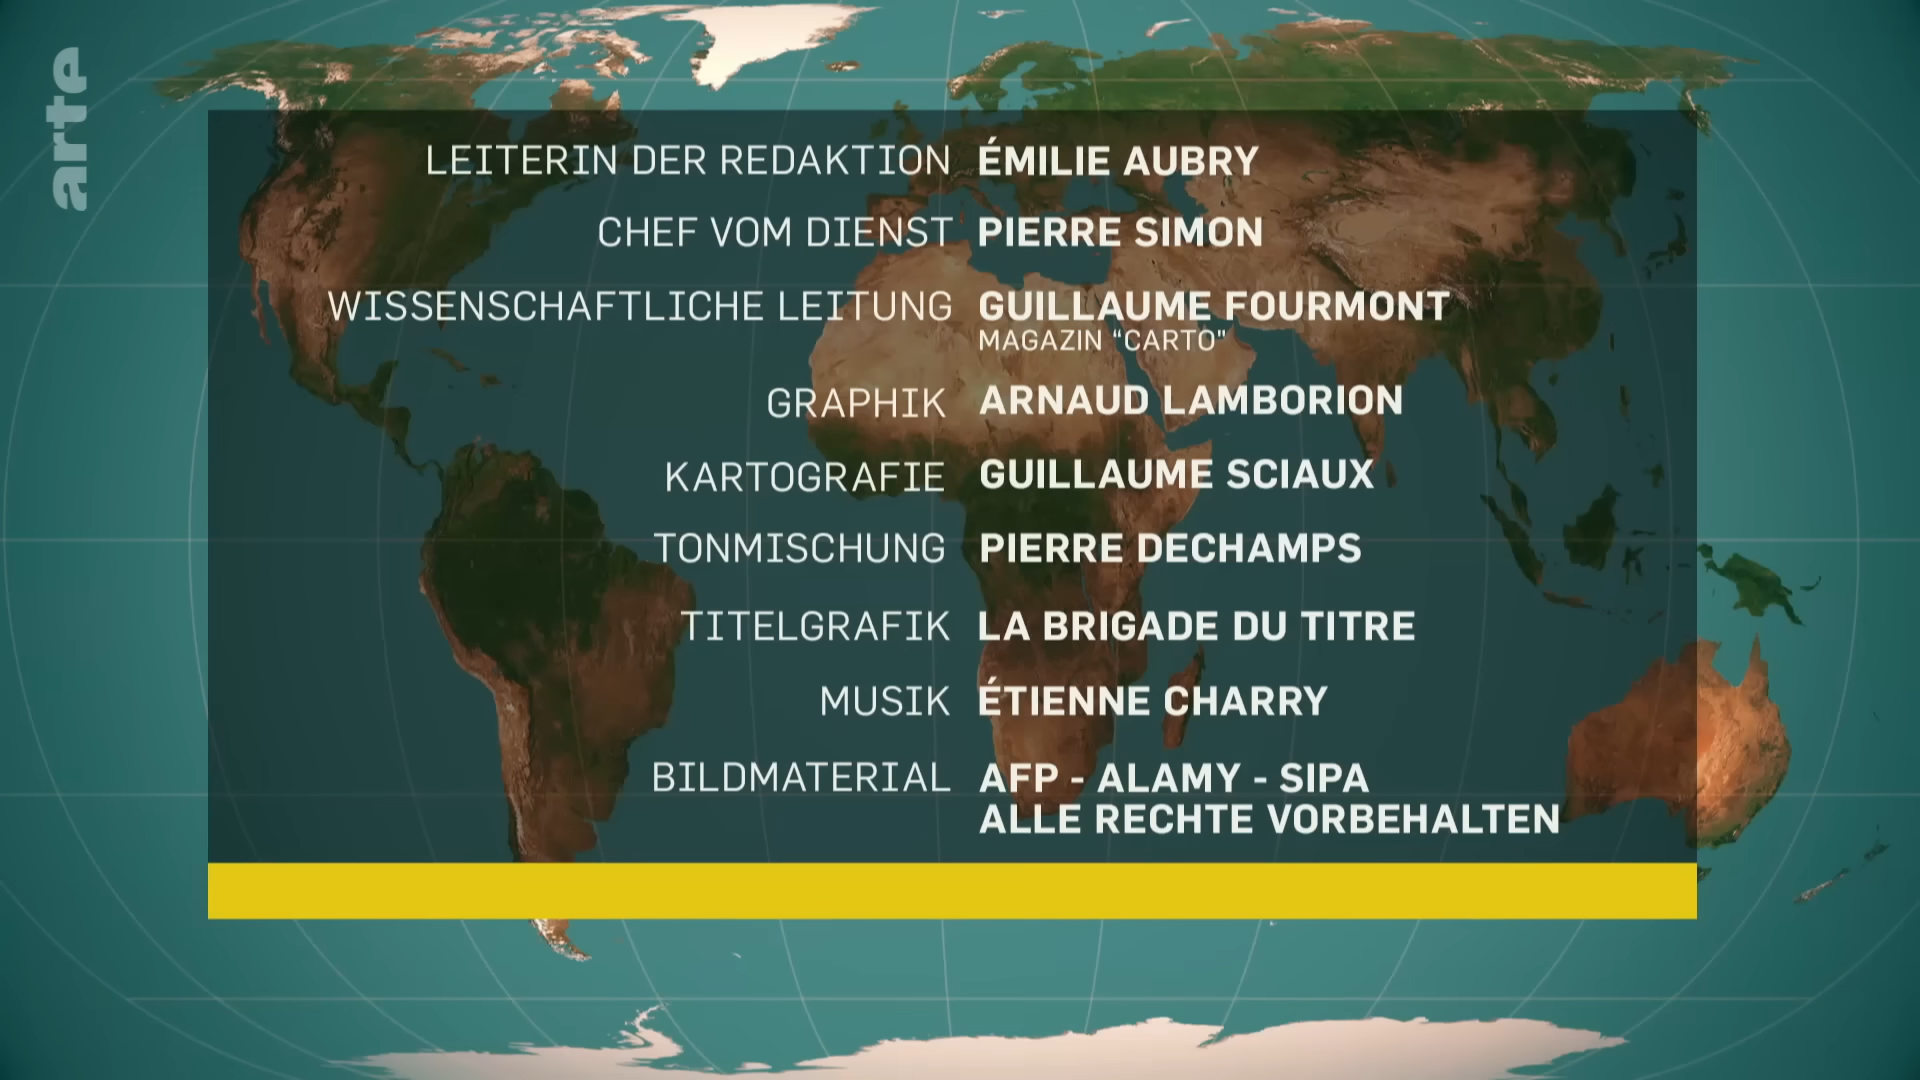 arte
LEITERIN DER REDAKTION ÉMILIE AUBRY
CHEF VOM DIENST PIERRE SIMON
WISSENSCHAFTLICHE LEITUNG GUILLAUME FOURMONT
MAGAZIN “CARTO"
GRAPHIK ARNAUD LAMBORION
KARTOGRAFIE GUILLAUME SCIAUX
TONMISCHUNG PIERRE DECHAMPS
TITELGRAFIK LA BRIGADE DU TITRE
MUSIK ÉTIENNE CHARRY
BILDMATERIAL AFP - ALAMY - SIPA
ALLE RECHTE VORBEHALTEN